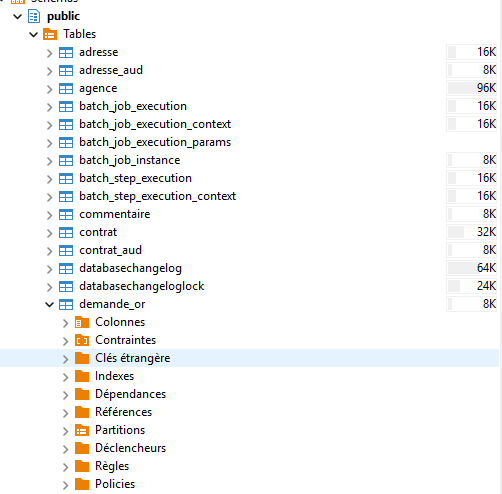 public
Tables
adresse 16K
adresse_aud 8K
agence 96K
batch_job_execution 16K
batch_job_execution_context 16K
batch_job_execution_params
batch_job_instance 8K
batch_step_execution 16K
batch_step_execution_context 16K
commentaire 8K
contrat 32K
contrat_aud 8K
databasechangelog 64K
databasechangeloglock 24K
demande_or 8K
Colonnes
Contraintes
Clés étrangère
Indexes
Dépendances
Références
Partitions
Déclencheurs
Règles
Policies